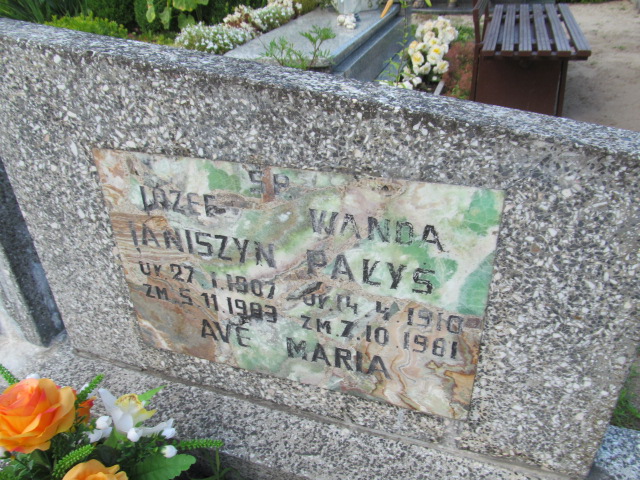 ŚP.
JÓZEF WANDA
JANISZYN PAŁYS
UR 27.1.1907 UR 14.4.1910
ZM 5.11.1983 ZM.7.10.1981
AVE MARIA